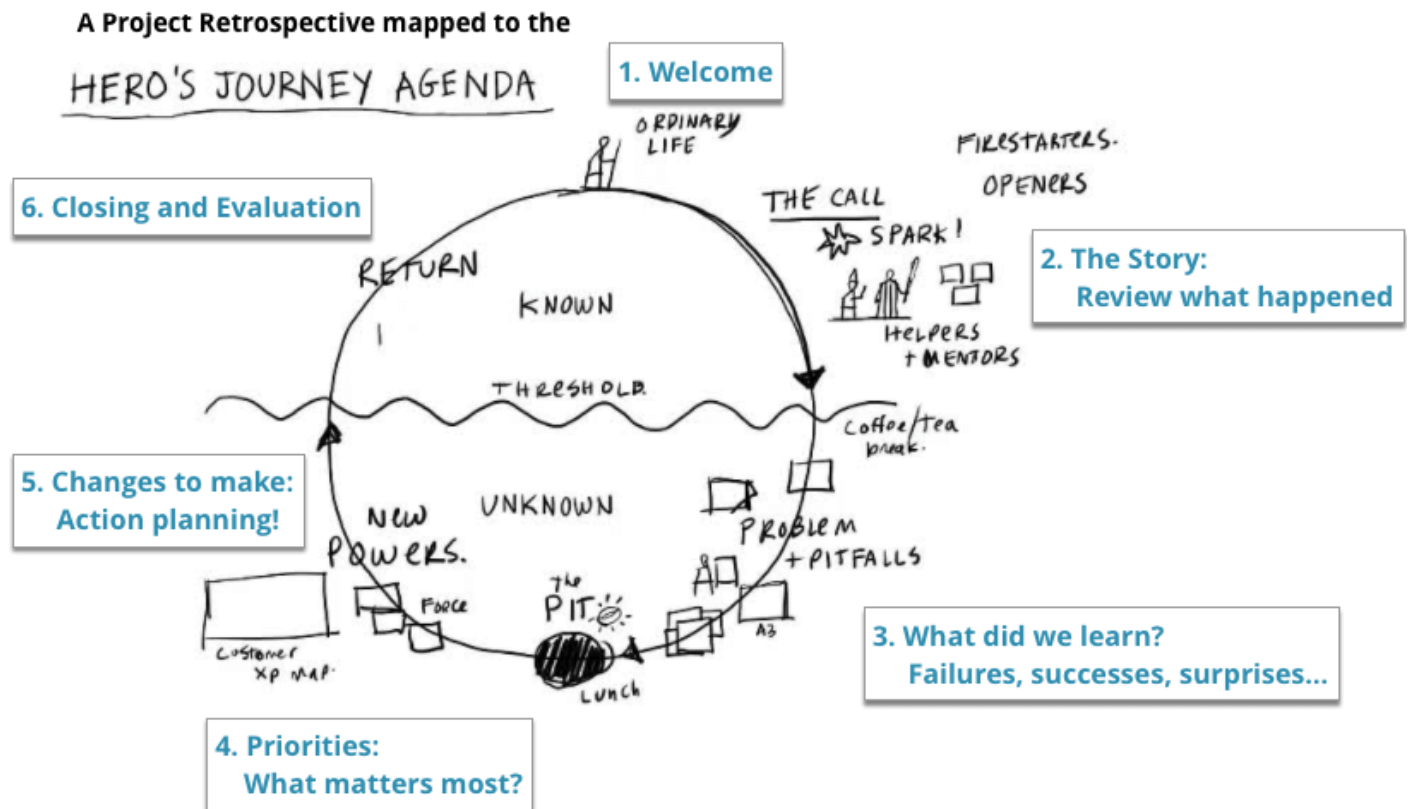 A Project Retrospective mapped to the
HERO'S JOURNEY AGENDA
1. Welcome
ORDINARY
LIFE
FIRESTARTERS.
OPENERS
THE CALL
SPARK!
6. Closing and Evaluation
2. The Story:
Review what happened
HELPERS
+ MENTORS
RETURN
KNOWN
THRESHOLD.
Coffee/Tea
break.
5. Changes to make:
Action planning!
UNKNOWN
NEW
POWERS.
PROBLEM
+ PITFALLS
The
PIT
FORCE
A3
Lunch
Costomer
XP MAP.
3. What did we learn?
Failures, successes, surprises...
4. Priorities:
What matters most?